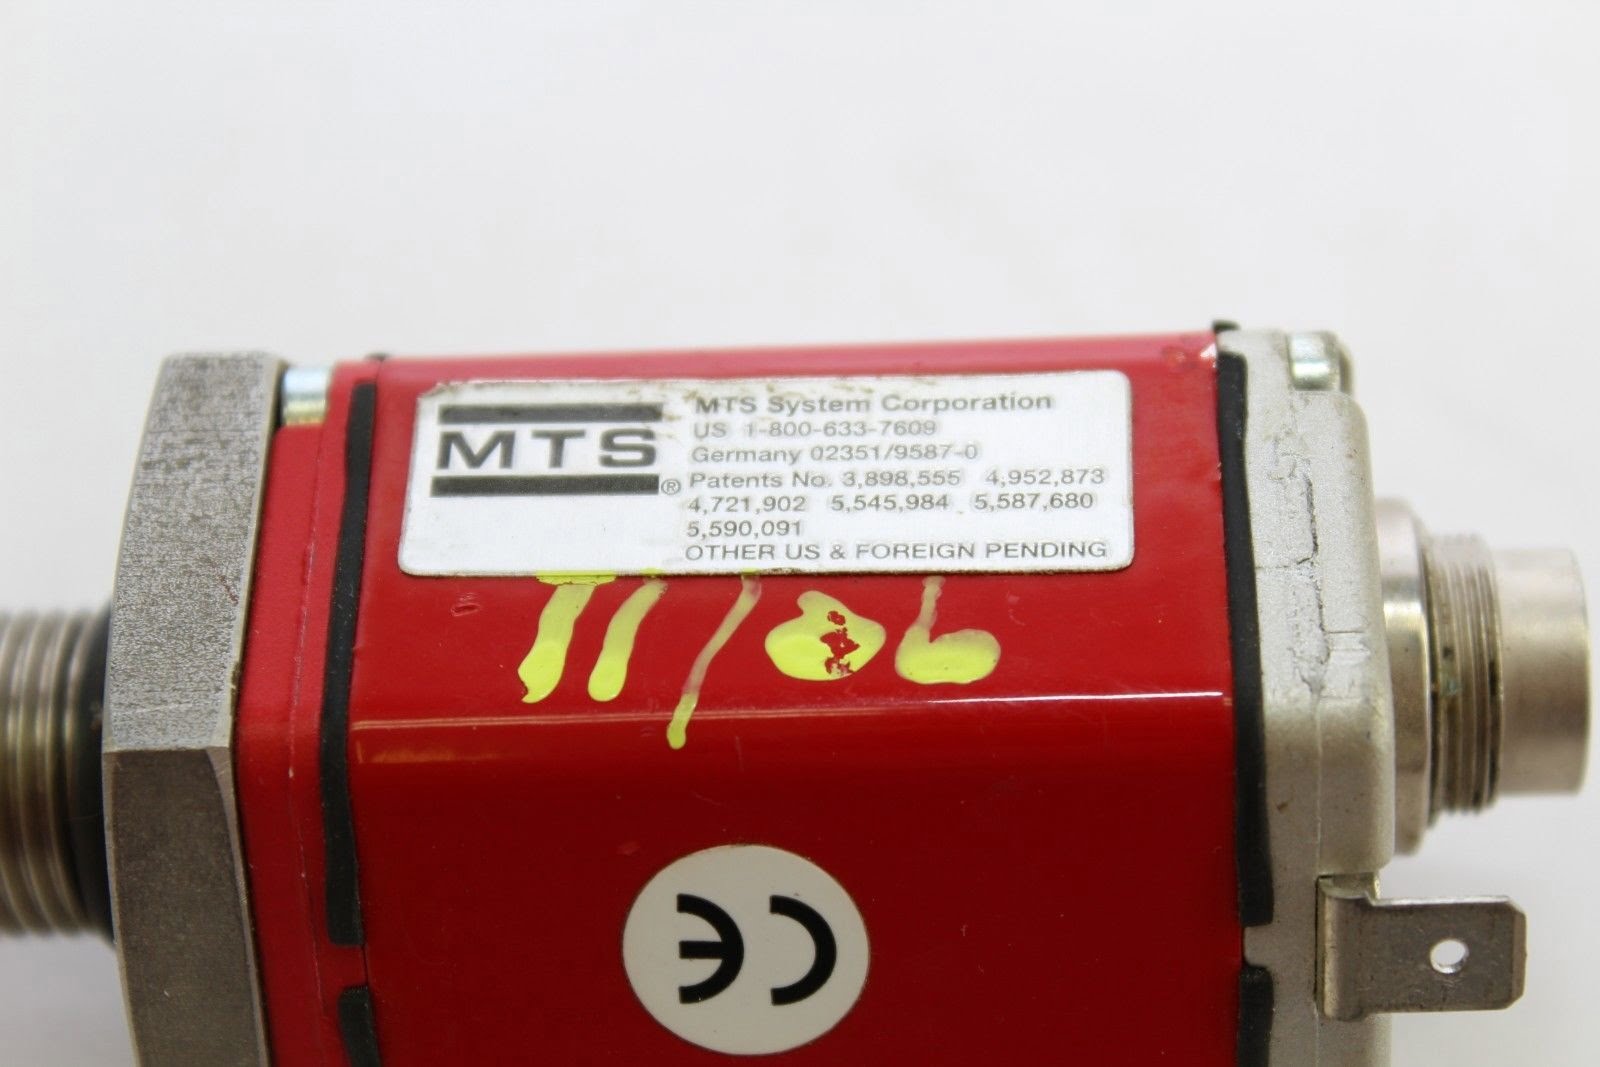 MTS®
MTS System Corporation
US 1-800-633-7609
Germany 02351/9587-0
Patents No. 3,898,555 4,952,873
4,721,902 5,545,984 5,587,680
5,590,091
OTHER US & FOREIGN PENDING
11/06
CE